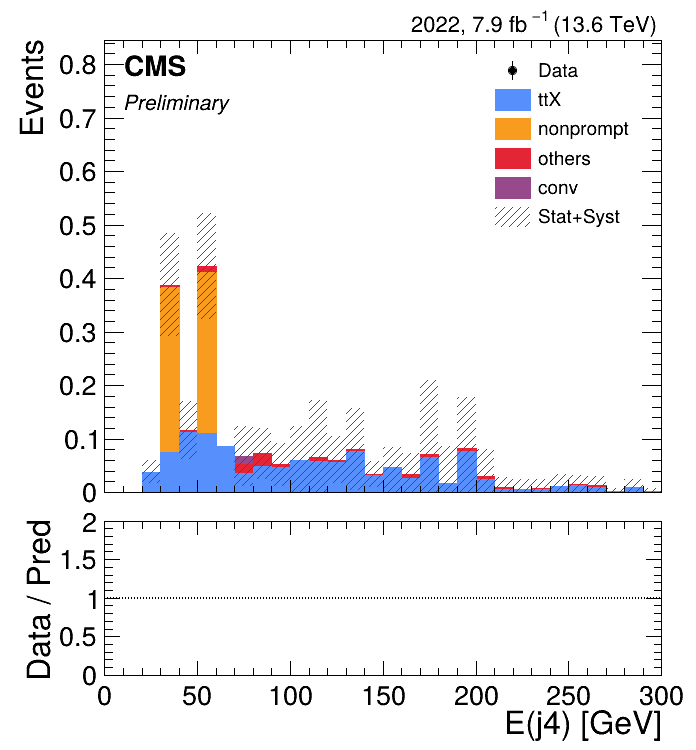 2022, 7.9 fb⁻¹ (13.6 TeV)
Events
CMS
Preliminary
Data
ttX
nonprompt
others
conv
Stat+Syst
0.8
0.7
0.6
0.5
0.4
0.3
0.2
0.1
0
Data / Pred
2
1.5
1
0.5
0
0 50 100 150 200 250 300
E(j4) [GeV]